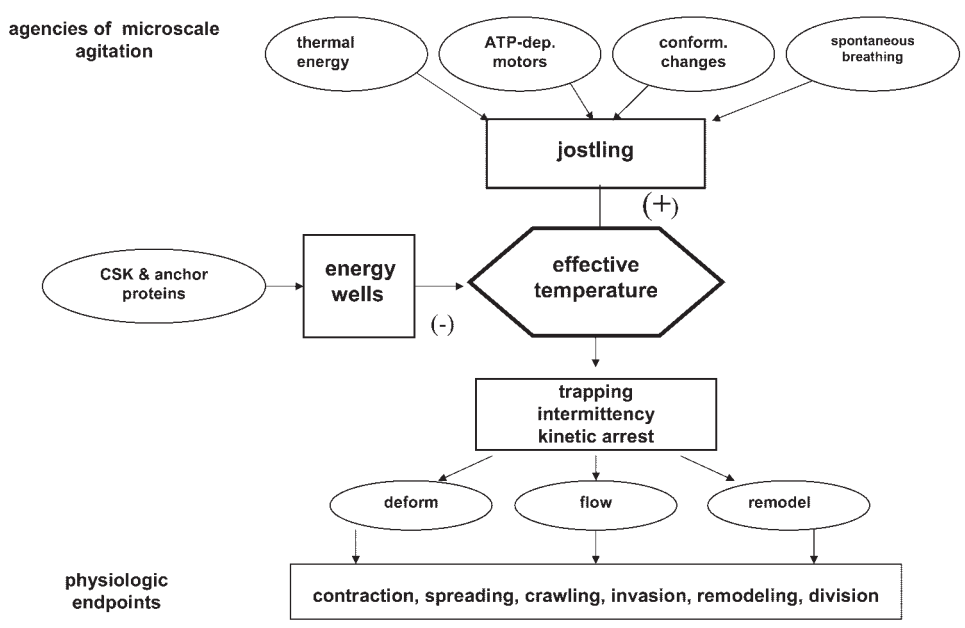 agencies of microscale
agitation
thermal
energy
ATP-dep.
motors
conform.
changes
spontaneous
breathing
jostling
(+)
CSK & anchor
proteins
energy
wells
(-)
effective
temperature
trapping
intermittency
kinetic arrest
deform
flow
remodel
physiologic
endpoints
contraction, spreading, crawling, invasion, remodeling, division